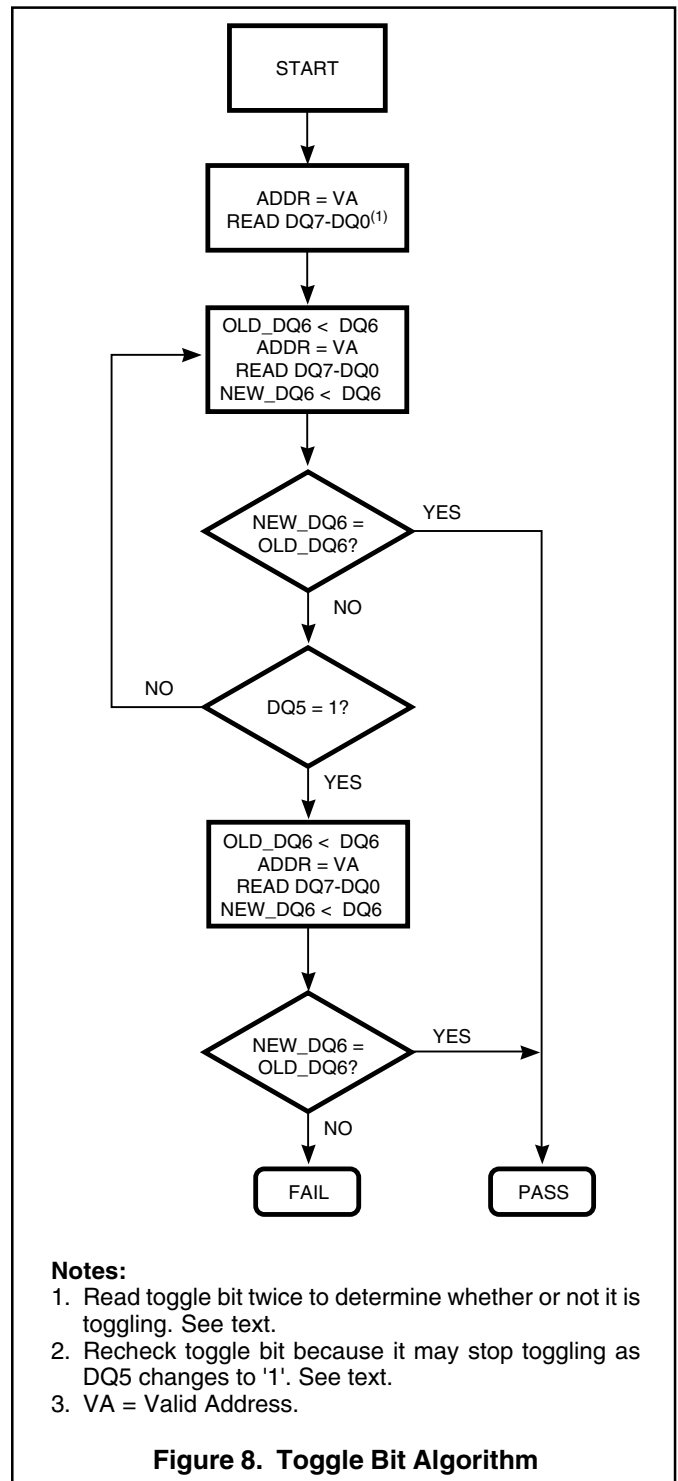 START
ADDR = VA
READ DQ7-DQ0(1)
OLD_DQ6 < DQ6
ADDR = VA
READ DQ7-DQ0
NEW_DQ6 < DQ6
NEW_DQ6 =
OLD_DQ6?
YES
NO
NO
DQ5 = 1?
YES
OLD_DQ6 < DQ6
ADDR = VA
READ DQ7-DQ0
NEW_DQ6 < DQ6
NEW_DQ6 =
OLD_DQ6?
YES
NO
FAIL
PASS
Notes:
1. Read toggle bit twice to determine whether or not it is
toggling. See text.
2. Recheck toggle bit because it may stop toggling as
DQ5 changes to '1'. See text.
3. VA = Valid Address.
Figure 8. Toggle Bit Algorithm